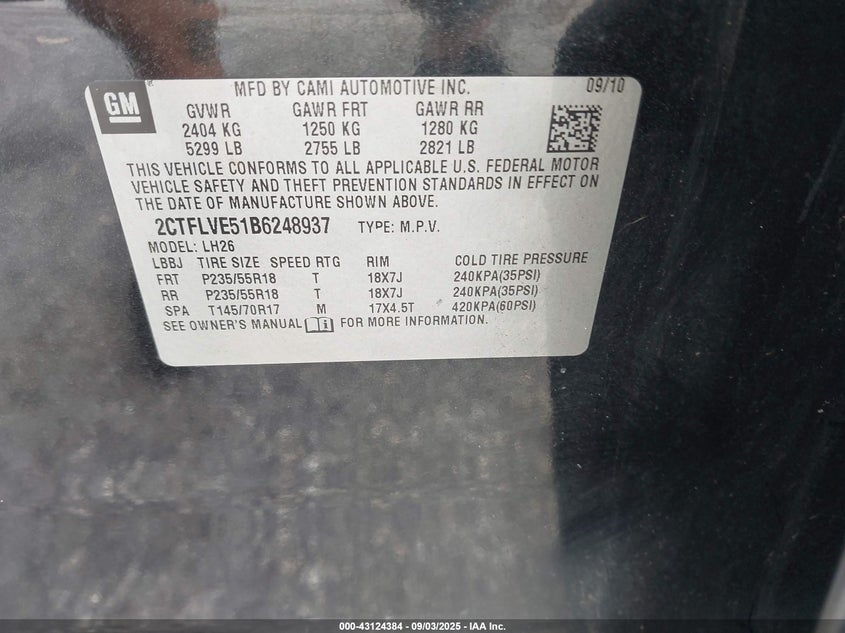 GM
MFD BY CAMI AUTOMOTIVE INC. 09/10
GVWR GAWR FRT GAWR RR
2404 KG 1250 KG 1280 KG
5299 LB 2755 LB 2821 LB
THIS VEHICLE CONFORMS TO ALL APPLICABLE U.S. FEDERAL MOTOR
VEHICLE SAFETY AND THEFT PREVENTION STANDARDS IN EFFECT ON
THE DATE OF MANUFACTURE SHOWN ABOVE.
2CTFLVE51B6248937 TYPE: M.P.V.
MODEL: LH26
LBBJ TIRE SIZE SPEED RTG RIM COLD TIRE PRESSURE
FRT P235/55R18 T 18X7J 240KPA(35PSI)
RR P235/55R18 T 18X7J 240KPA(35PSI)
SPA T145/70R17 M 17X4.5T 420KPA(60PSI)
SEE OWNER'S MANUAL FOR MORE INFORMATION.
000-43124384 - 09/03/2025 - IAA Inc.